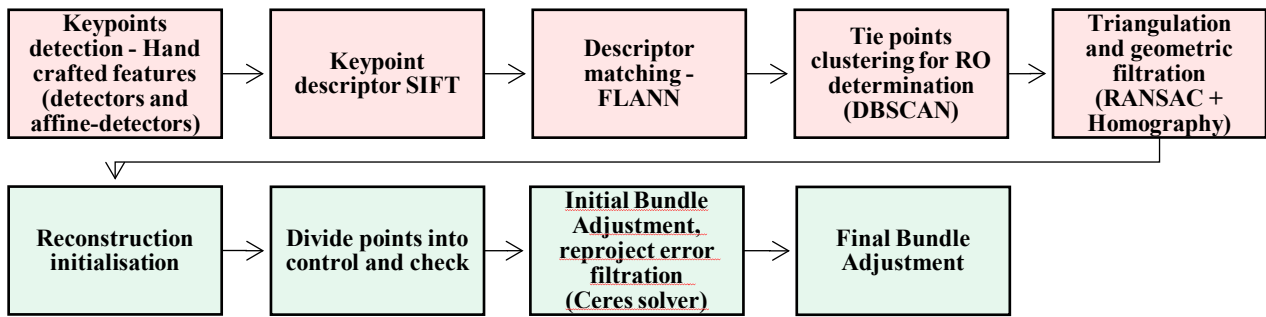 Keypoints
detection - Hand
crafted features
(detectors and
affine-detectors)
Keypoint
descriptor SIFT
Descriptor
matching -
FLANN
Tie points
clustering for RO
determination
(DBSCAN)
Triangulation
and geometric
filtration
(RANSAC +
Homography)
Reconstruction
initialisation
Divide points into
control and check
Initial Bundle
Adjustment,
reproject error
filtration
(Ceres solver)
Final Bundle
Adjustment